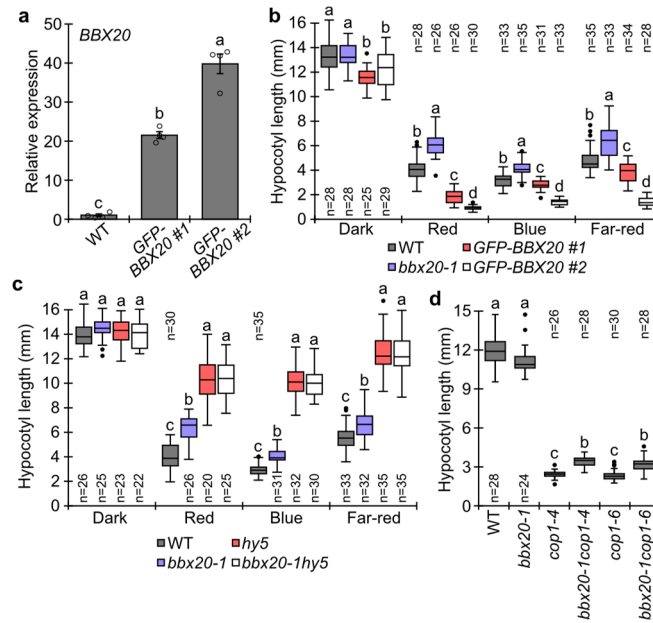 a
BBX20
Relative expression
50
40
30
20
10
0
c
b
a
WT
GFP-BBX20 #1
GFP-BBX20 #2
b
Hypocotyl length (mm)
16
14
12
10
8
6
4
2
0
a a b b
b a c d
b a c d
b a c d
n=28 n=28 n=25 n=29
n=28 n=26 n=26 n=30
n=33 n=35 n=31 n=33
n=35 n=33 n=34 n=28
Dark Red Blue Far-red
WT GFP-BBX20 #1
bbx20-1 GFP-BBX20 #2
c
Hypocotyl length (mm)
16
14
12
10
8
6
4
2
0
a a a a
c b a a
c b a a
c b a a
n=26 n=25 n=23 n=22
n=30 n=26 n=20 n=25
n=35 n=31 n=32 n=30
n=33 n=32 n=35 n=35
Dark Red Blue Far-red
WT hy5
bbx20-1 bbx20-1hy5
d
Hypocotyl length (mm)
15
12
9
6
3
0
a a c b c b
n=28 n=24 n=26 n=28 n=30 n=28
WT
bbx20-1
cop1-4
bbx20-1cop1-4
cop1-6
bbx20-1cop1-6